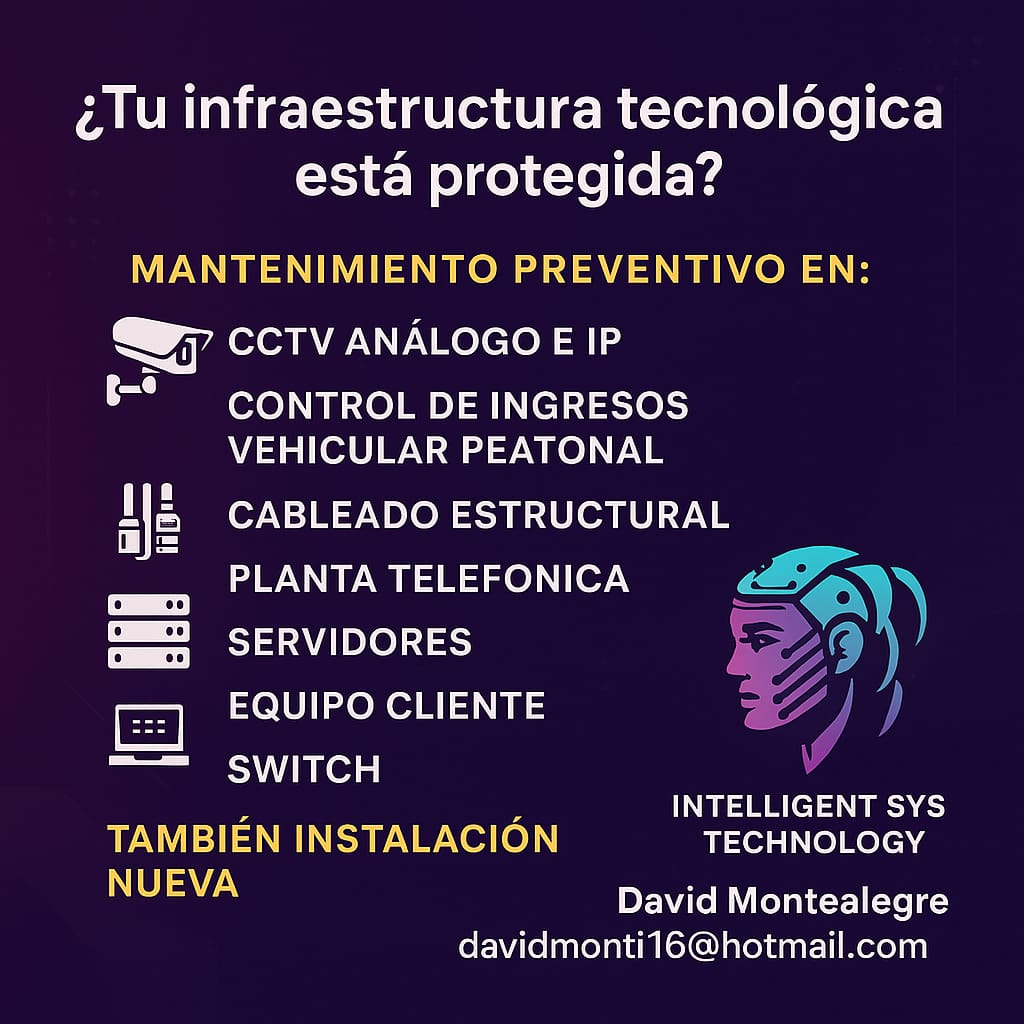 ¿Tu infraestructura tecnológica
está protegida?
MANTENIMIENTO PREVENTIVO EN:
CCTV ANÁLOGO E IP
CONTROL DE INGRESOS
VEHICULAR PEATONAL
CABLEADO ESTRUCTURAL
PLANTA TELEFONICA
SERVIDORES
EQUIPO CLIENTE
SWITCH
TAMBIÉN INSTALACIÓN
NUEVA
INTELLIGENT SYS
TECHNOLOGY
David Montealegre
davidmonti16@hotmail.com